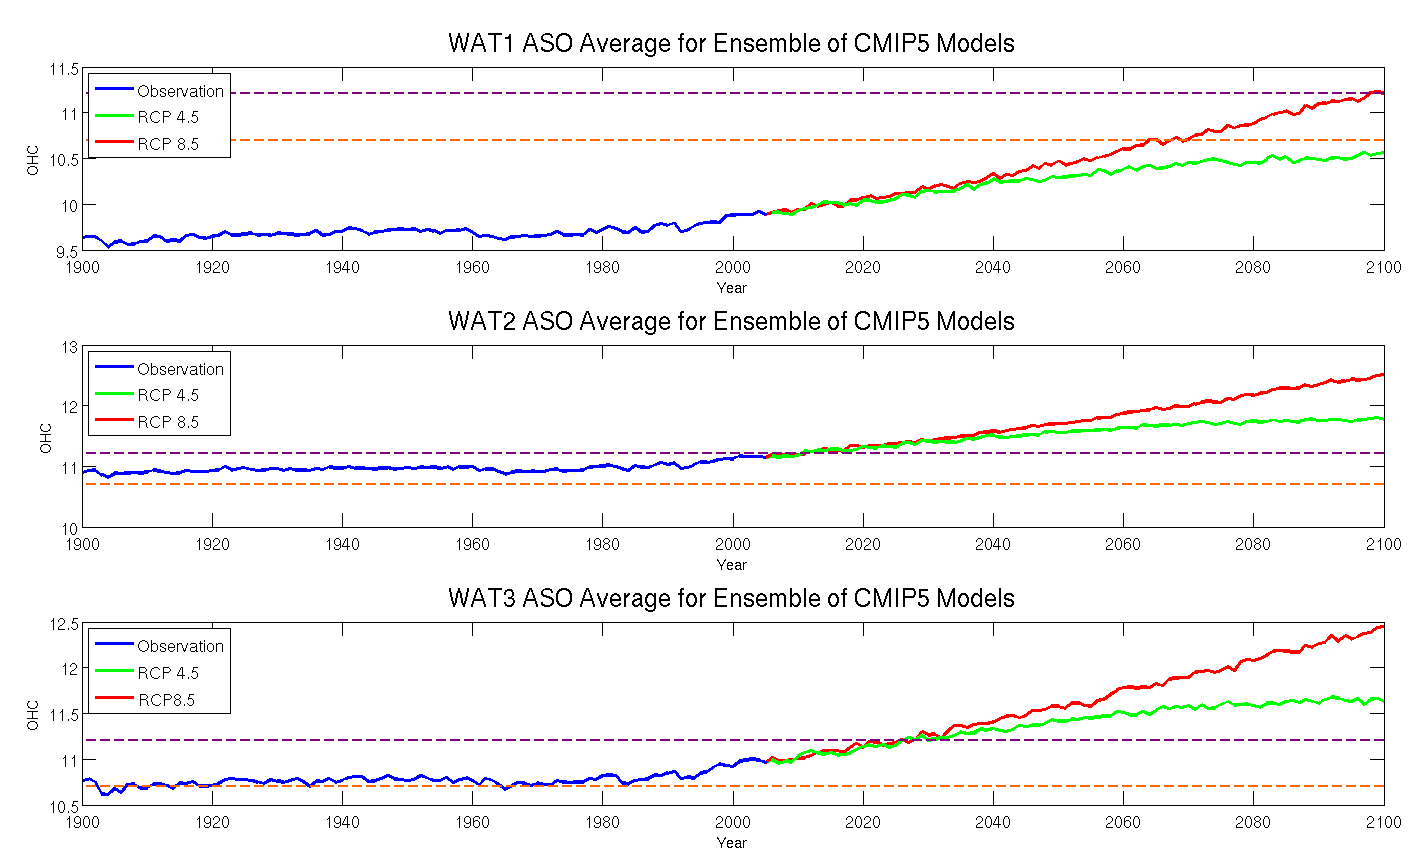 WAT1 ASO Average for Ensemble of CMIP5 Models
11.5
11
10.5
10
9.5
OHC
Observation
RCP 4.5
RCP 8.5
1900 1920 1940 1960 1980 2000 2020 2040 2060 2080 2100
Year
WAT2 ASO Average for Ensemble of CMIP5 Models
13
12
11
10
OHC
Observation
RCP 4.5
RCP 8.5
1900 1920 1940 1960 1980 2000 2020 2040 2060 2080 2100
Year
WAT3 ASO Average for Ensemble of CMIP5 Models
12.5
12
11.5
11
10.5
OHC
Observation
RCP 4.5
RCP8.5
1900 1920 1940 1960 1980 2000 2020 2040 2060 2080 2100
Year